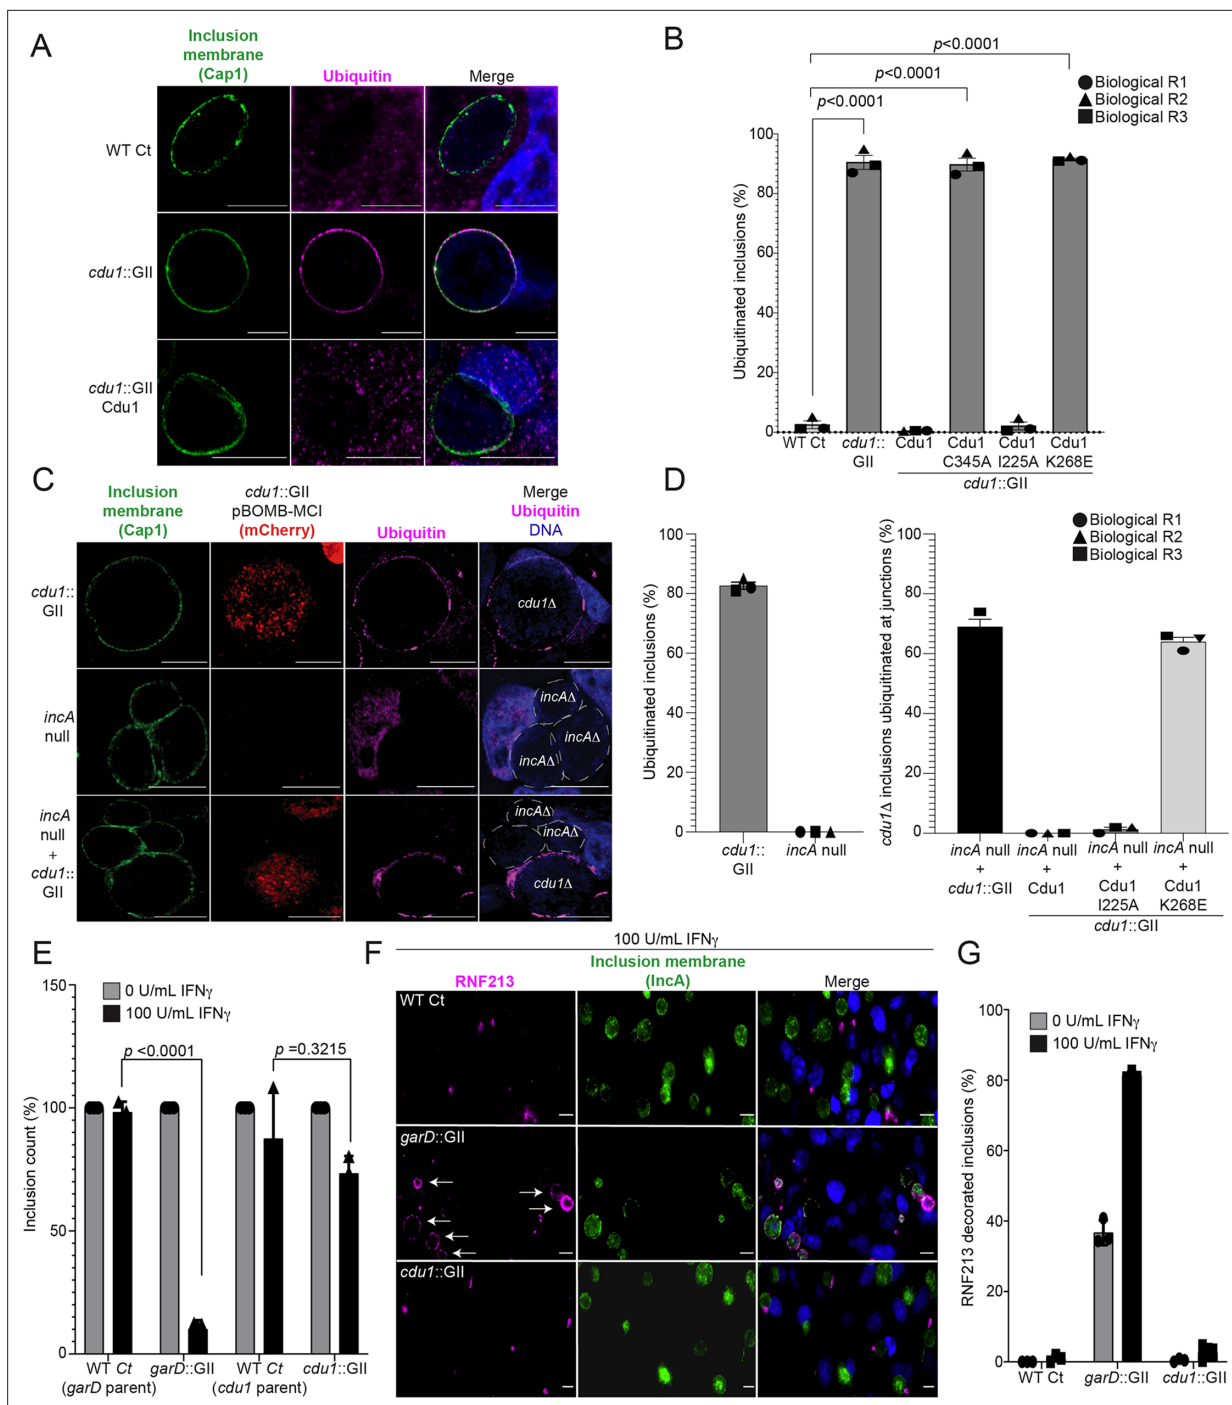 A
Inclusion
membrane
(Cap1)
Ubiquitin
Merge
WT Ct
cdu1::GII
cdu1::GII
Cdu1
B
p<0.0001
p<0.0001
p<0.0001
Biological R1
Biological R2
Biological R3
Ubiquitinated inclusions (%)
100
80
60
40
20
0
WT Ct
cdu1::
GII
Cdu1
Cdu1
C345A
Cdu1
I225A
Cdu1
K268E
cdu1::GII
C
Inclusion
membrane
(Cap1)
cdu1::GII
pBOMB-MCI
(mCherry)
Ubiquitin
Merge
Ubiquitin
DNA
cdu1::
GII
cdu1Δ
incA
null
incAΔ
incAΔ
incAΔ
incA
null
+
cdu1::
GII
incAΔ
incAΔ
cdu1Δ
D
Ubiquitinated inclusions (%)
100
80
60
40
20
0
cdu1::
GII
incA null
cdu1Δ inclusions ubiquitinated at junctions (%)
100
80
60
40
20
0
Biological R1
Biological R2
Biological R3
incA null
+
cdu1::GII
incA null
+
Cdu1
incA null
+
Cdu1
I225A
incA null
+
Cdu1
K268E
cdu1::GII
E
Inclusion count (%)
150
100
50
0
0 U/mL IFNγ
100 U/mL IFNγ
p <0.0001
p =0.3215
WT Ct
(garD parent)
garD::GII
WT Ct
(cdu1 parent)
cdu1::GII
F
100 U/mL IFNγ
RNF213
Inclusion membrane
(IncA)
Merge
WT Ct
garD::GII
cdu1::GII
G
RNF213 decorated inclusions (%)
100
80
60
40
20
0
0 U/mL IFNγ
100 U/mL IFNγ
WT Ct
garD::GII
cdu1::GII